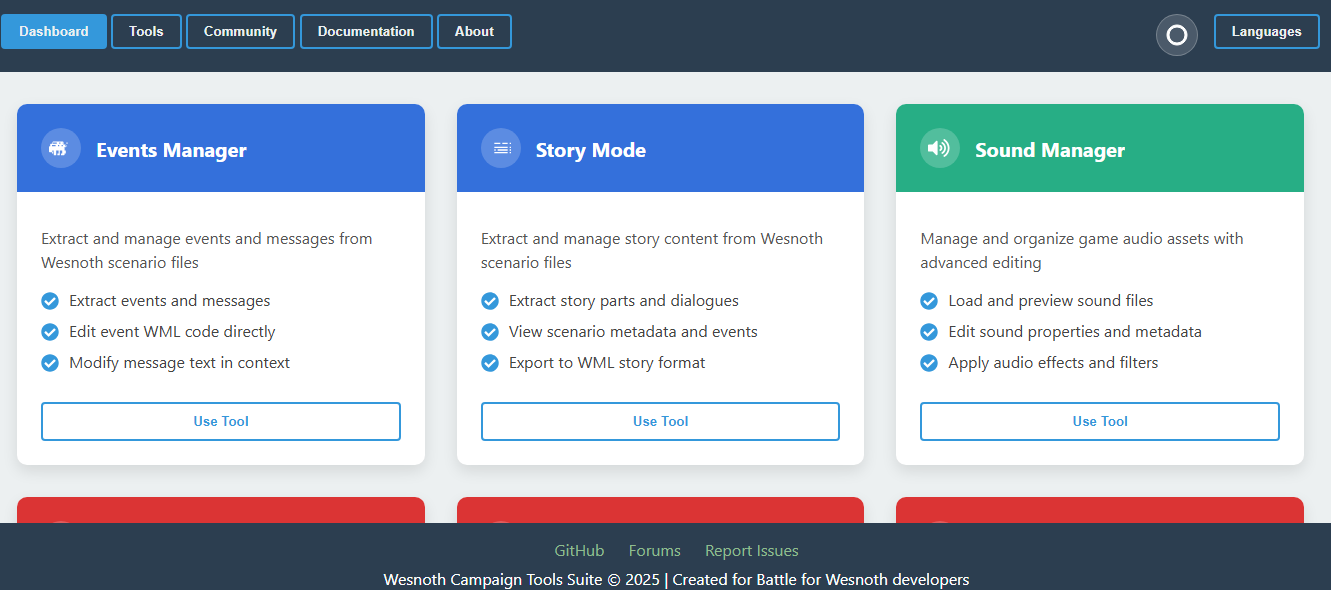 Dashboard
Tools
Community
Documentation
About
Languages
Events Manager
Extract and manage events and messages from
Wesnoth scenario files
Extract events and messages
Edit event WML code directly
Modify message text in context
Use Tool
Story Mode
Extract and manage story content from Wesnoth
scenario files
Extract story parts and dialogues
View scenario metadata and events
Export to WML story format
Use Tool
Sound Manager
Manage and organize game audio assets with
advanced editing
Load and preview sound files
Edit sound properties and metadata
Apply audio effects and filters
Use Tool
GitHub Forums Report Issues
Wesnoth Campaign Tools Suite © 2025 | Created for Battle for Wesnoth developers